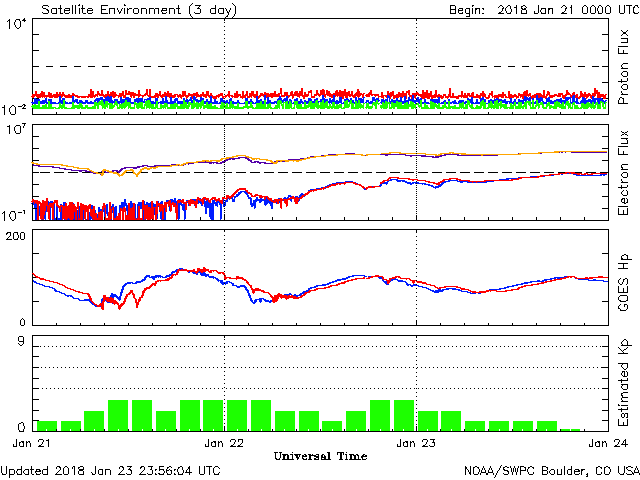 Satellite Environment (3 day) Begin: 2018 Jan 21 0000 UTC
10⁴
Proton Flux
10⁻²
10⁷
Electron Flux
10⁻¹
200
GOES Hp
0
9
Estimated Kp
0
Jan 21 Jan 22 Jan 23 Jan 24
Universal Time
Updated 2018 Jan 23 23:56:04 UTC NOAA/SWPC Boulder, CO USA